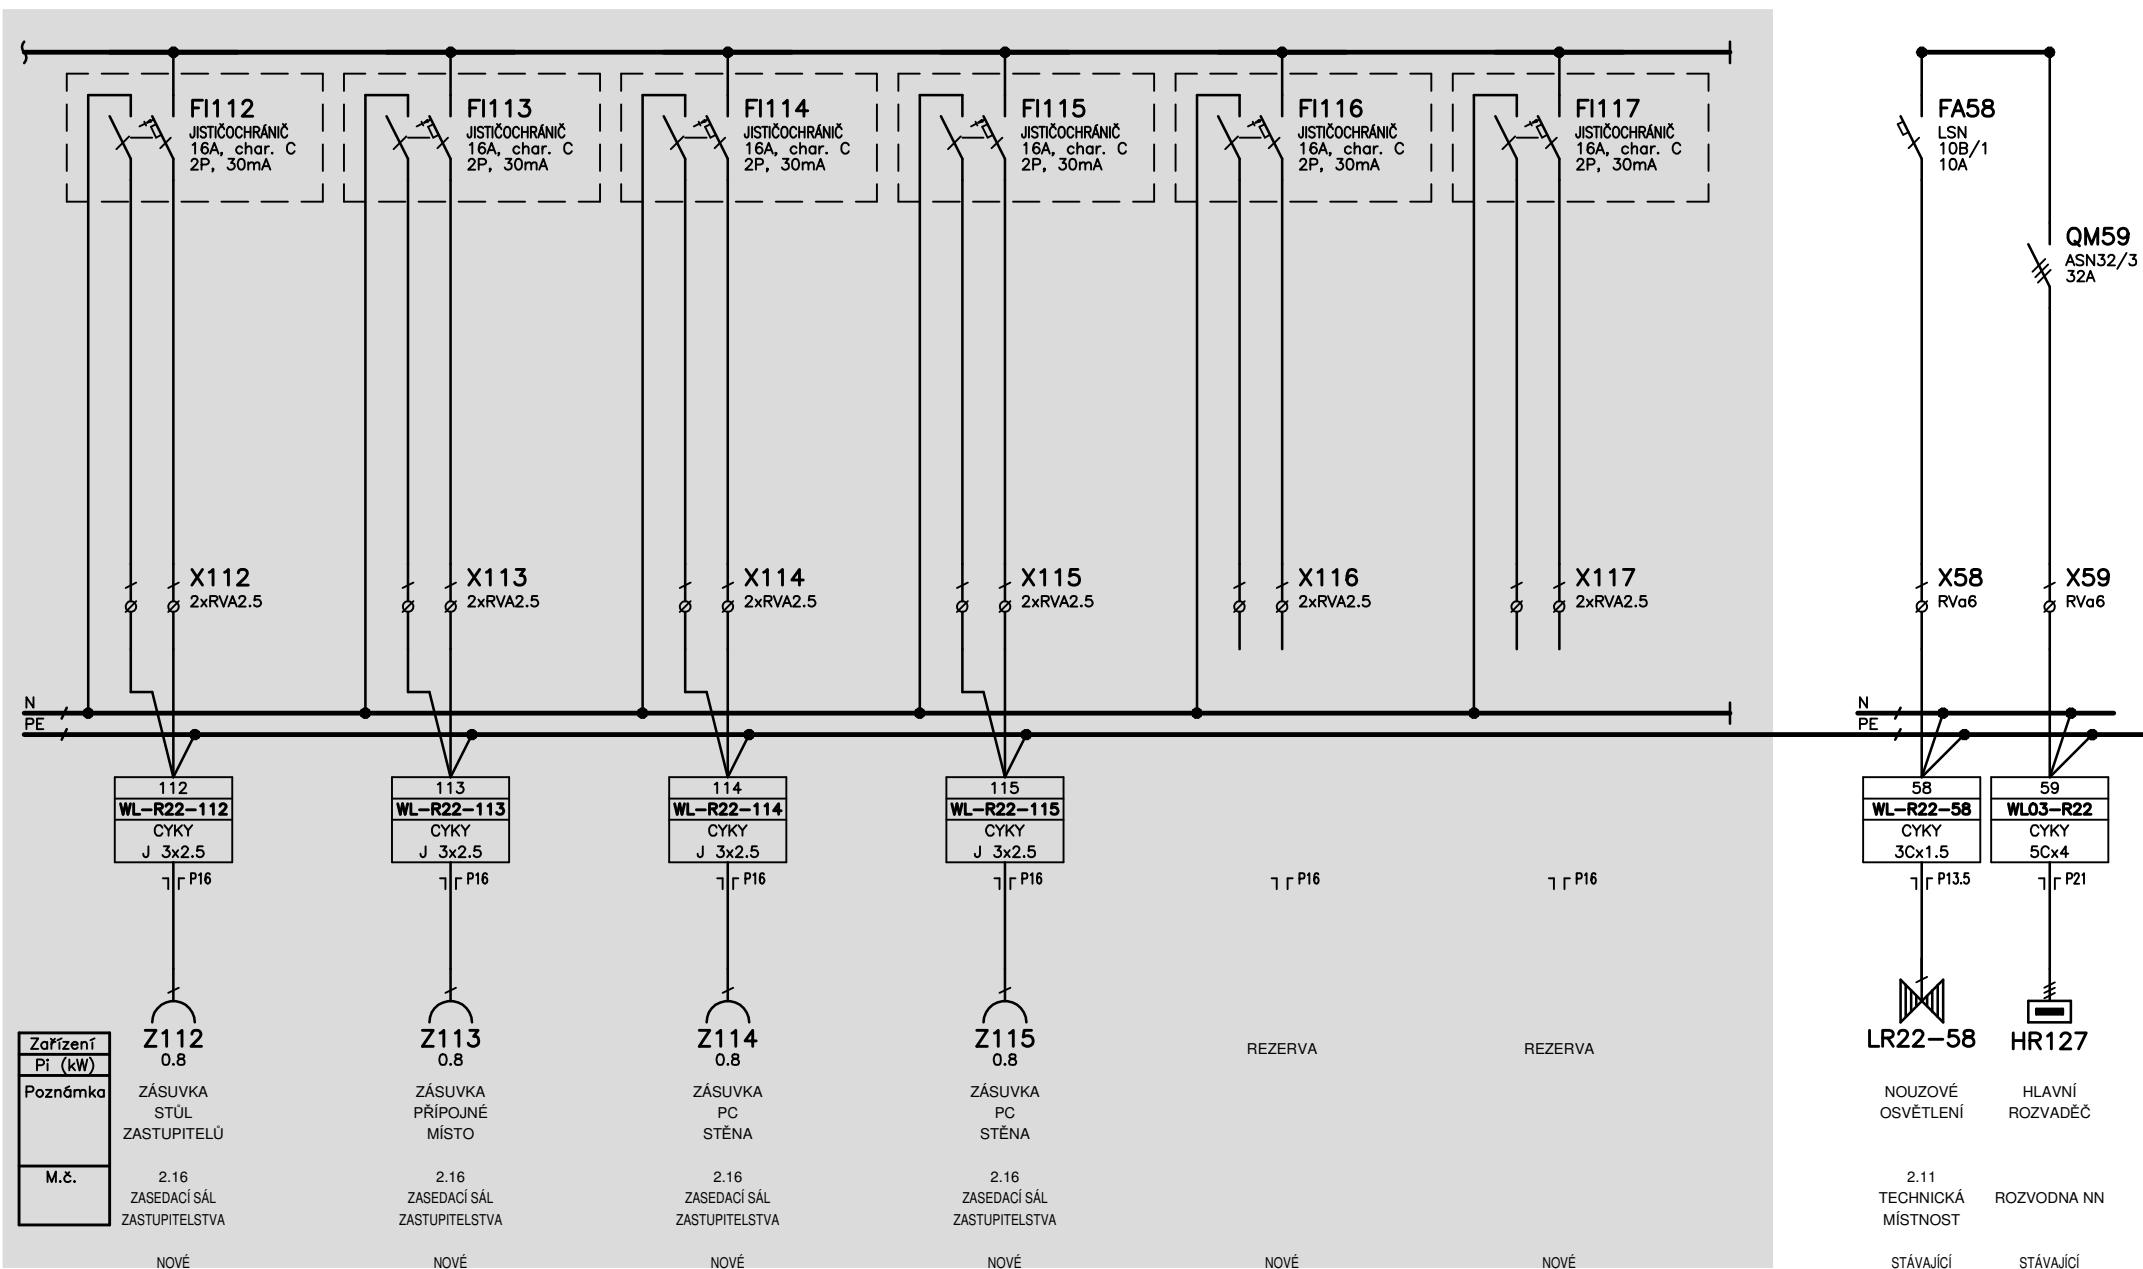 FI112
JISTIČOCHRÁNIČ
16A, char. C
2P, 30mA
FI113
JISTIČOCHRÁNIČ
16A, char. C
2P, 30mA
FI114
JISTIČOCHRÁNIČ
16A, char. C
2P, 30mA
FI115
JISTIČOCHRÁNIČ
16A, char. C
2P, 30mA
FI116
JISTIČOCHRÁNIČ
16A, char. C
2P, 30mA
FI117
JISTIČOCHRÁNIČ
16A, char. C
2P, 30mA
FA58
LSN
10B/1
10A
QM59
ASN32/3
32A
X112
2xRVA2.5
X113
2xRVA2.5
X114
2xRVA2.5
X115
2xRVA2.5
X116
2xRVA2.5
X117
2xRVA2.5
X58
RVa6
X59
RVa6
N
PE
N
PE
112
WL-R22-112
CYKY
J 3x2.5
P16
113
WL-R22-113
CYKY
J 3x2.5
P16
114
WL-R22-114
CYKY
J 3x2.5
P16
115
WL-R22-115
CYKY
J 3x2.5
P16
P16
P16
58
WL-R22-58
CYKY
3Cx1.5
P13.5
59
WL03-R22
CYKY
5Cx4
P21
Zařízení
Pi (kW)
Poznámka
M.č.
Z112
0.8
ZÁSUVKA
STŮL
ZASTUPITELŮ
2.16
ZASEDACÍ SÁL
ZASTUPITELSTVA
NOVÉ
Z113
0.8
ZÁSUVKA
PŘÍPOJNÉ
MÍSTO
2.16
ZASEDACÍ SÁL
ZASTUPITELSTVA
NOVÉ
Z114
0.8
ZÁSUVKA
PC
STĚNA
2.16
ZASEDACÍ SÁL
ZASTUPITELSTVA
NOVÉ
Z115
0.8
ZÁSUVKA
PC
STĚNA
2.16
ZASEDACÍ SÁL
ZASTUPITELSTVA
NOVÉ
REZERVA
NOVÉ
REZERVA
NOVÉ
LR22-58
NOUZOVÉ
OSVĚTLENÍ
2.11
TECHNICKÁ
MÍSTNOST
STÁVAJÍCÍ
HR127
HLAVNÍ
ROZVADĚČ
ROZVODNA NN
STÁVAJÍCÍ